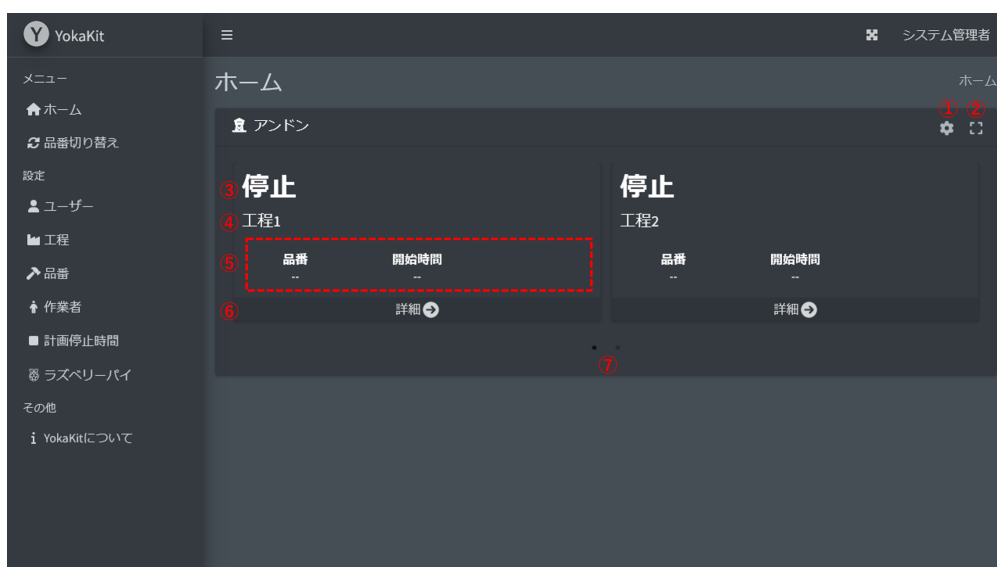 Y YokaKit
システム管理者
メニュー
ホーム
品番切り替え
設定
ユーザー
工程
品番
作業者
計画停止時間
ラズベリーパイ
その他
i YokaKitについて
ホーム
ホーム
① ②
アンドン
③ 停止
④ 工程1
⑤ 品番 開始時間
-- --
⑥ 詳細
停止
工程2
品番 開始時間
-- --
詳細
⑦